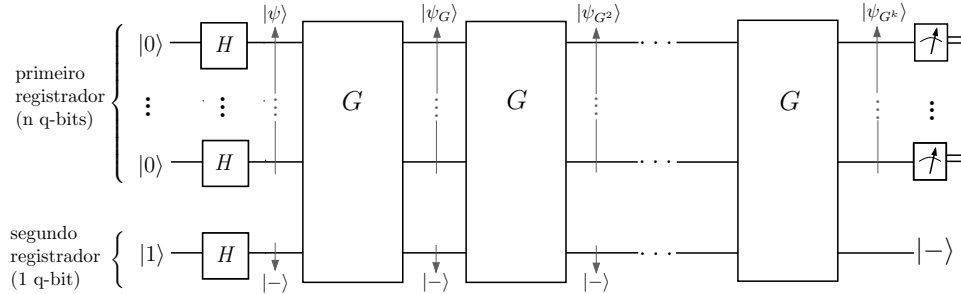 |ψ⟩ |ψ_G⟩ |ψ_{G²}⟩ |ψ_{G^k}⟩
|0⟩ H · · ·
primeiro
registrador
(n q-bits)
G G G
|0⟩ H · · ·
segundo
registrador
(1 q-bit)
|1⟩ H · · · |−⟩
|−⟩ |−⟩ |−⟩